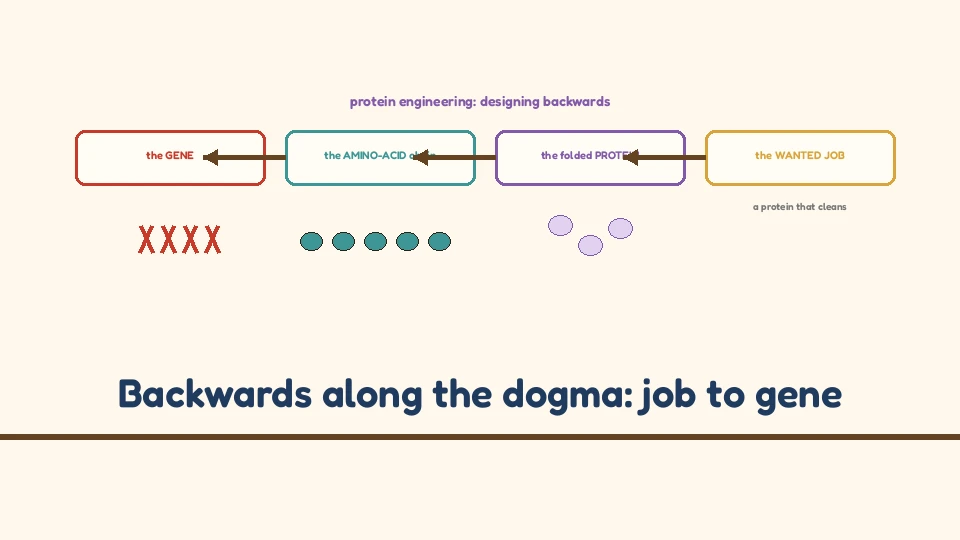 protein engineering: designing backwards
the GENE
the AMINO-ACID
the folded
the WANTED JOB
a protein that cleans
Backwards along the dogma: job to gene